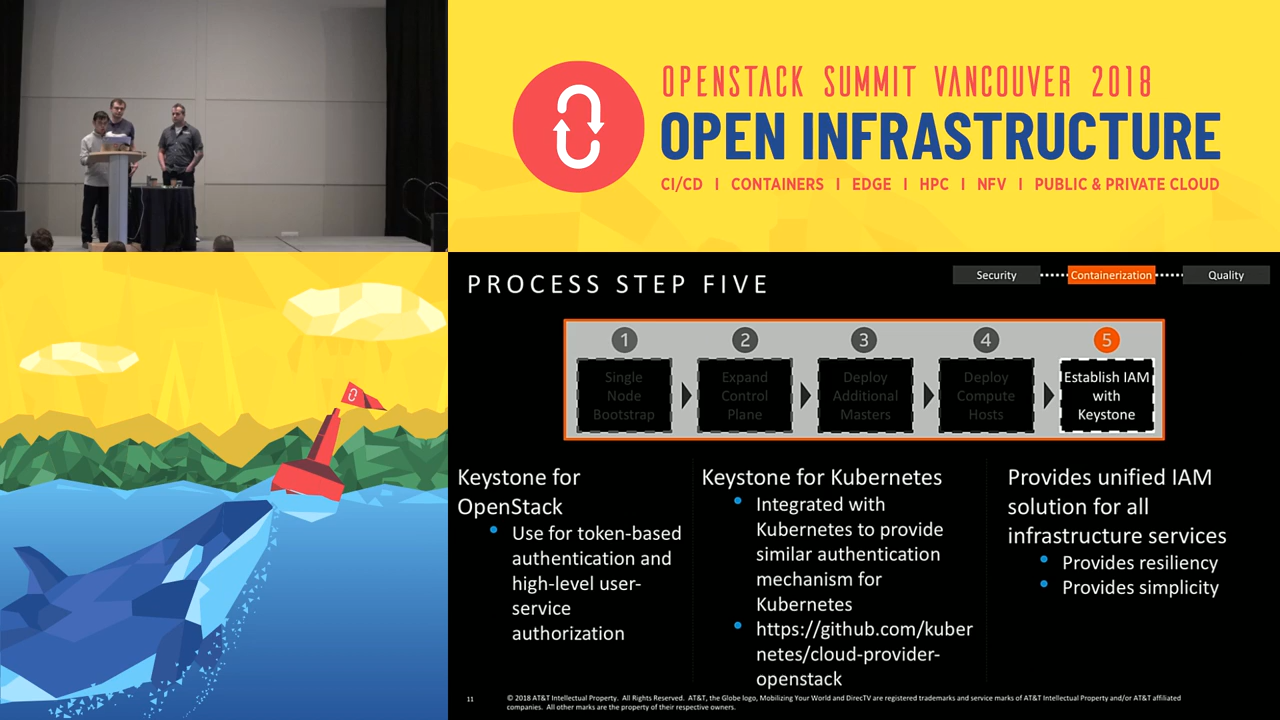 OPENSTACK SUMMIT VANCOUVER 2018
OPEN INFRASTRUCTURE
CI/CD | CONTAINERS | EDGE | HPC | NFV | PUBLIC & PRIVATE CLOUD
PROCESS STEP FIVE
Security
Containerization
Quality
1
2
3
4
5
Single
Node
Bootstrap
Expand
Control
Plane
Deploy
Additional
Masters
Deploy
Compute
Hosts
Establish IAM
with
Keystone
Keystone for
OpenStack
Use for token-based
authentication and
high-level user-
service
authorization
Keystone for Kubernetes
Integrated with
Kubernetes to provide
similar authentication
mechanism for
Kubernetes
https://github.com/kuber
netes/cloud-provider-
openstack
Provides unified IAM
solution for all
infrastructure services
Provides resiliency
Provides simplicity
11
© 2018 AT&T Intellectual Property. All Rights Reserved. AT&T, the Globe logo, Mobilizing Your World and DirecTV are registered trademarks and service marks of AT&T Intellectual Property and/or AT&T affiliated
companies. All other marks are the property of their respective owners.